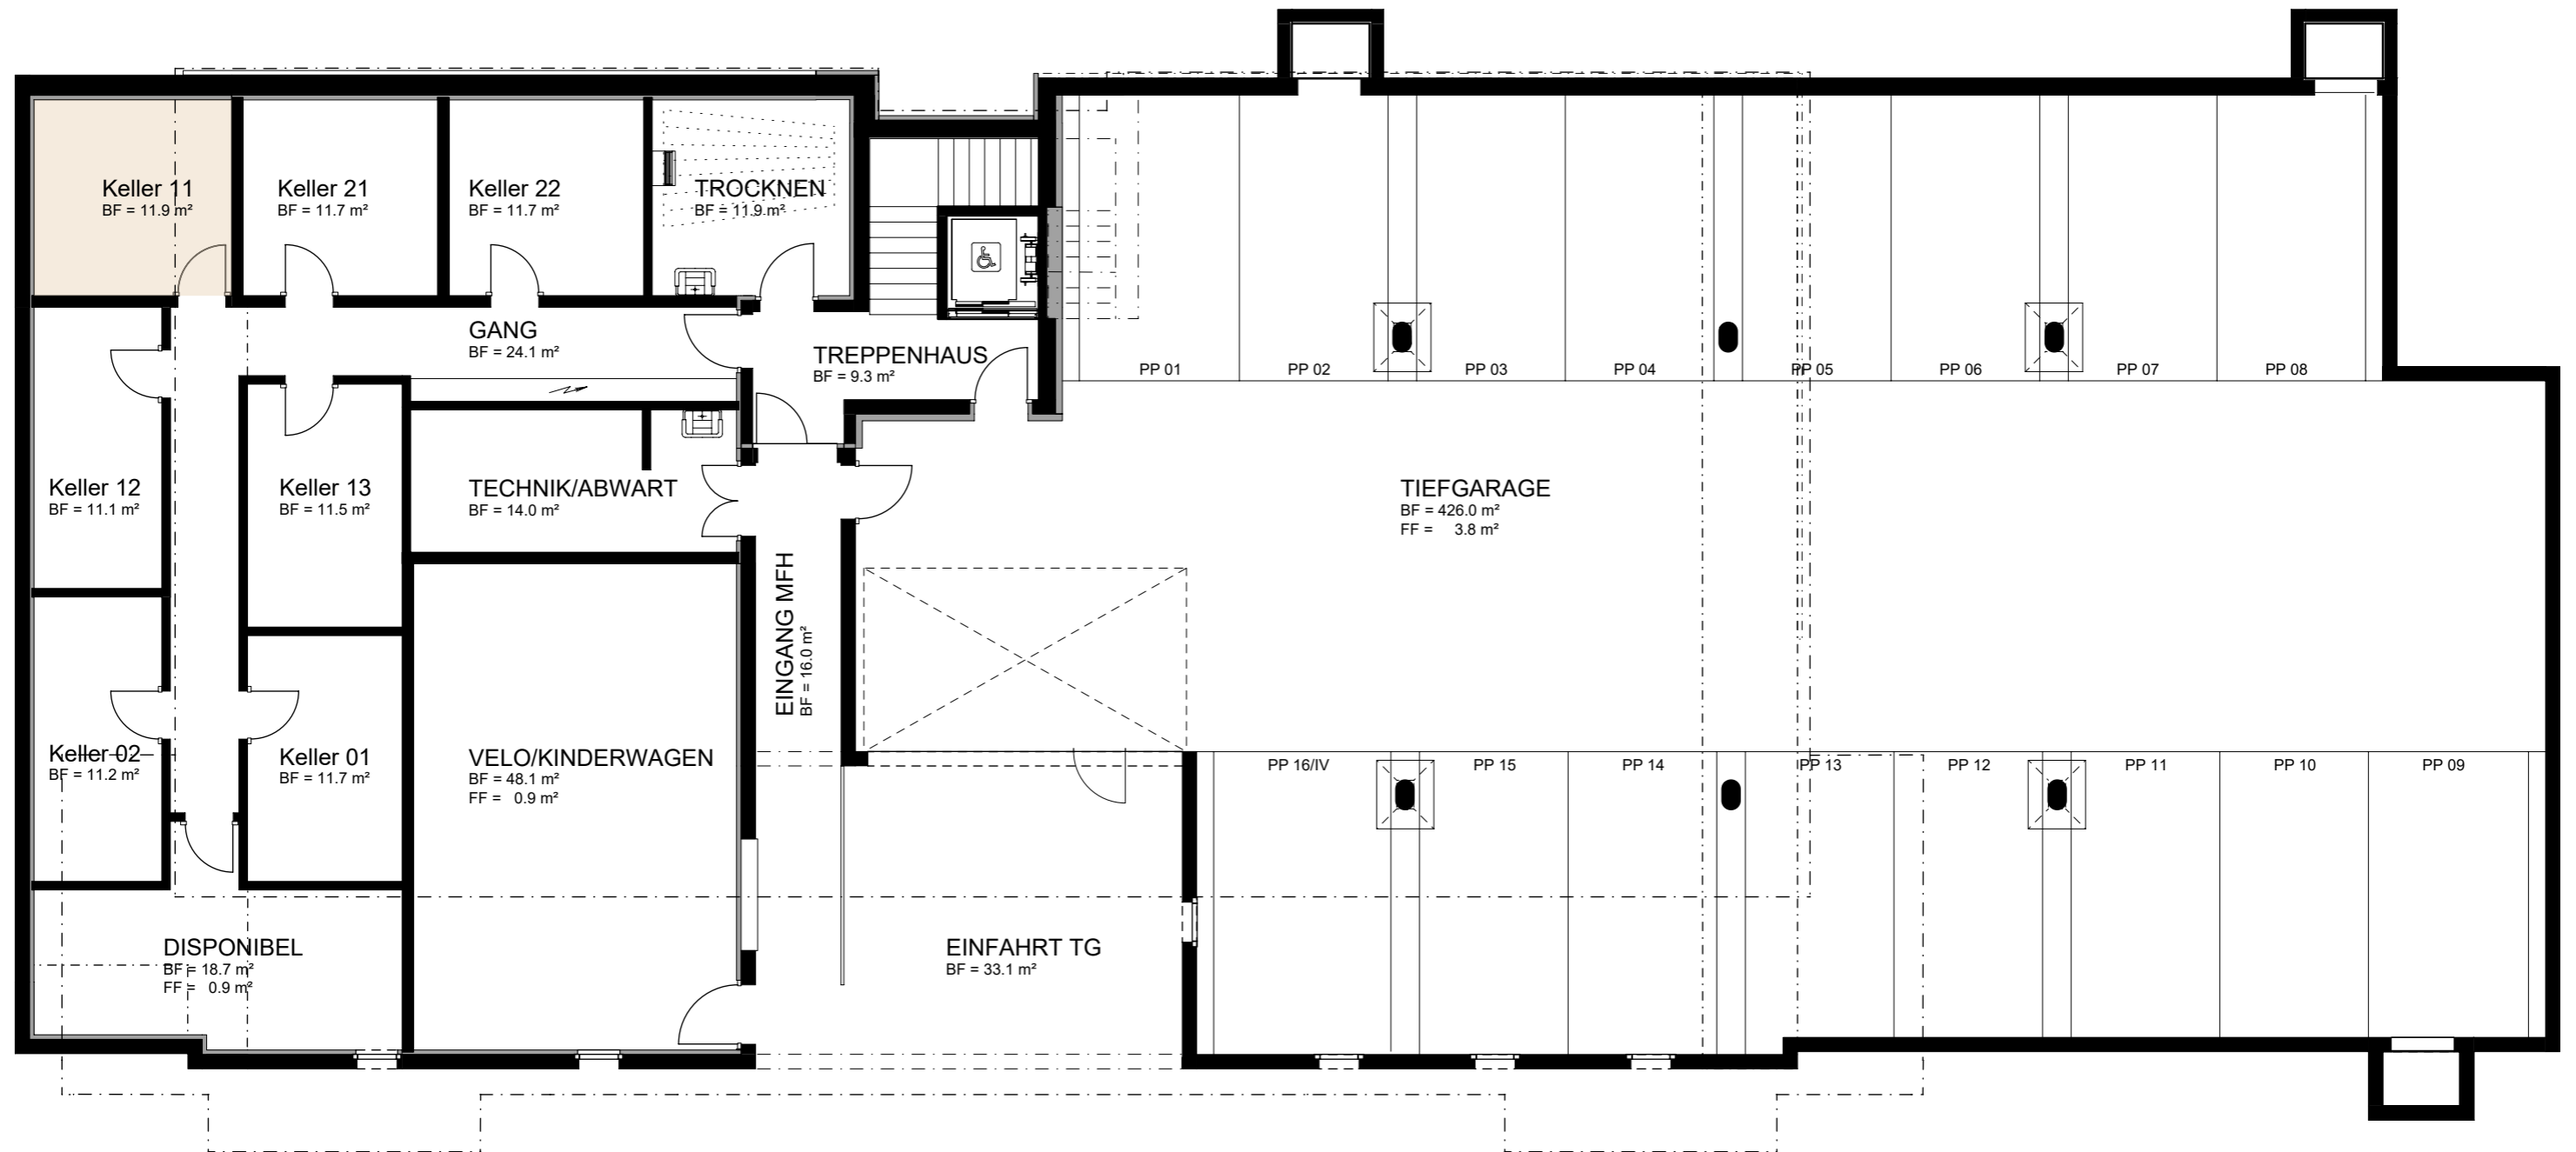 Keller 11
BF = 11.9 m²
Keller 21
BF = 11.7 m²
Keller 22
BF = 11.7 m²
TROCKNEN
BF = 11.9 m²
GANG
BF = 24.1 m²
TREPPENHAUS
BF = 9.3 m²
PP 01
PP 02
PP 03
PP 04
PP 05
PP 06
PP 07
PP 08
Keller 12
BF = 11.1 m²
Keller 13
BF = 11.5 m²
TECHNIK/ABWART
BF = 14.0 m²
TIEFGARAGE
BF = 426.0 m²
FF = 3.8 m²
EINGANG MFH
BF = 16.0 m²
Keller 02
BF = 11.2 m²
Keller 01
BF = 11.7 m²
VELO/KINDERWAGEN
BF = 48.1 m²
FF = 0.9 m²
PP 16/IV
PP 15
PP 14
PP 13
PP 12
PP 11
PP 10
PP 09
DISPONIBEL
BF = 18.7 m²
FF = 0.9 m²
EINFAHRT TG
BF = 33.1 m²